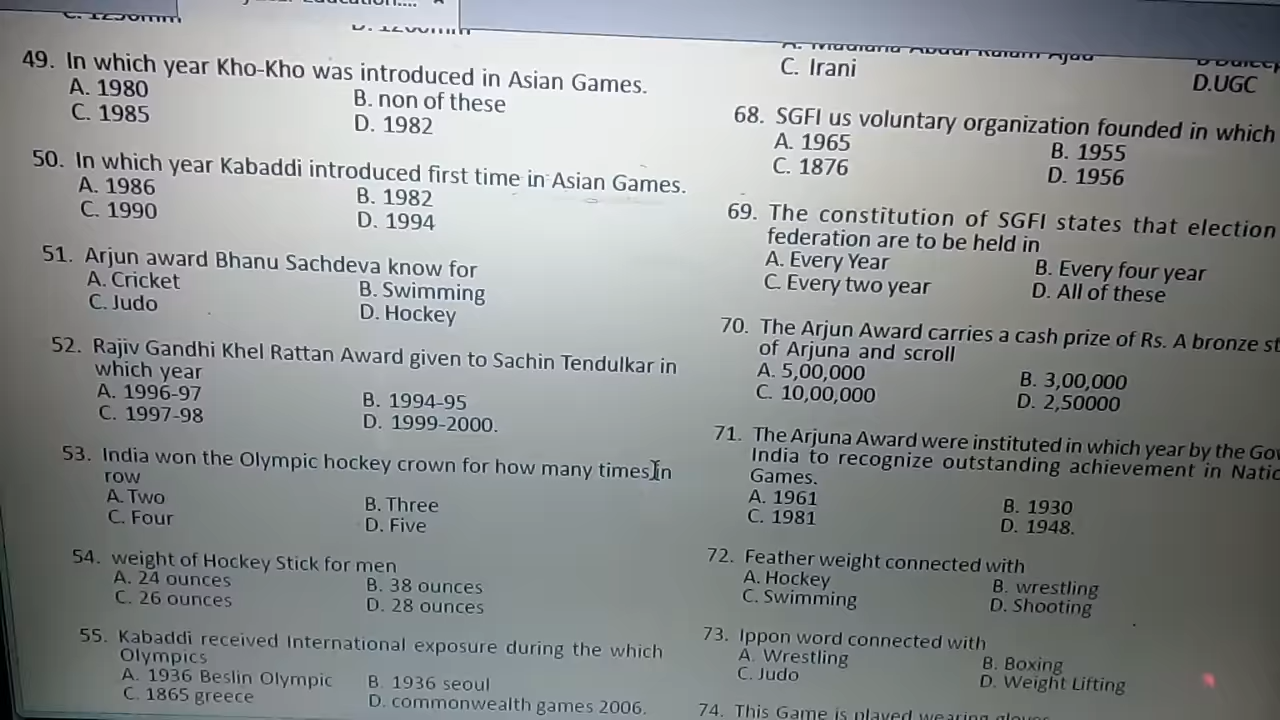 C. 1250mm
D. 1200mm
49. In which year Kho-Kho was introduced in Asian Games.
A. 1980
B. non of these
C. 1985
D. 1982
50. In which year Kabaddi introduced first time in Asian Games.
A. 1986
B. 1982
C. 1990
D. 1994
51. Arjun award Bhanu Sachdeva know for
A. Cricket
B. Swimming
C. Judo
D. Hockey
52. Rajiv Gandhi Khel Rattan Award given to Sachin Tendulkar in
which year
A. 1996-97
B. 1994-95
C. 1997-98
D. 1999-2000.
53. India won the Olympic hockey crown for how many times in
row
A. Two
B. Three
C. Four
D. Five
54. weight of Hockey Stick for men
A. 24 ounces
B. 38 ounces
C. 26 ounces
D. 28 ounces
55. Kabaddi received International exposure during the which
Olympics
A. 1936 Beslin Olympic
B. 1936 seoul
C. 1865 greece
D. commonwealth games 2006.
A. Maulana Abdul Kalam Ajad
C. Irani
D.UGC
68. SGFI us voluntary organization founded in which
A. 1965
B. 1955
C. 1876
D. 1956
69. The constitution of SGFI states that election
federation are to be held in
A. Every Year
B. Every four year
C. Every two year
D. All of these
70. The Arjun Award carries a cash prize of Rs. A bronze st
of Arjuna and scroll
A. 5,00,000
B. 3,00,000
C. 10,00,000
D. 2,50000
71. The Arjuna Award were instituted in which year by the Gov
India to recognize outstanding achievement in Natio
Games.
A. 1961
B. 1930
C. 1981
D. 1948.
72. Feather weight connected with
A. Hockey
B. wrestling
C. Swimming
D. Shooting
73. Ippon word connected with
A. Wrestling
B. Boxing
C. Judo
D. Weight Lifting
74. This Game is played wearing gloves